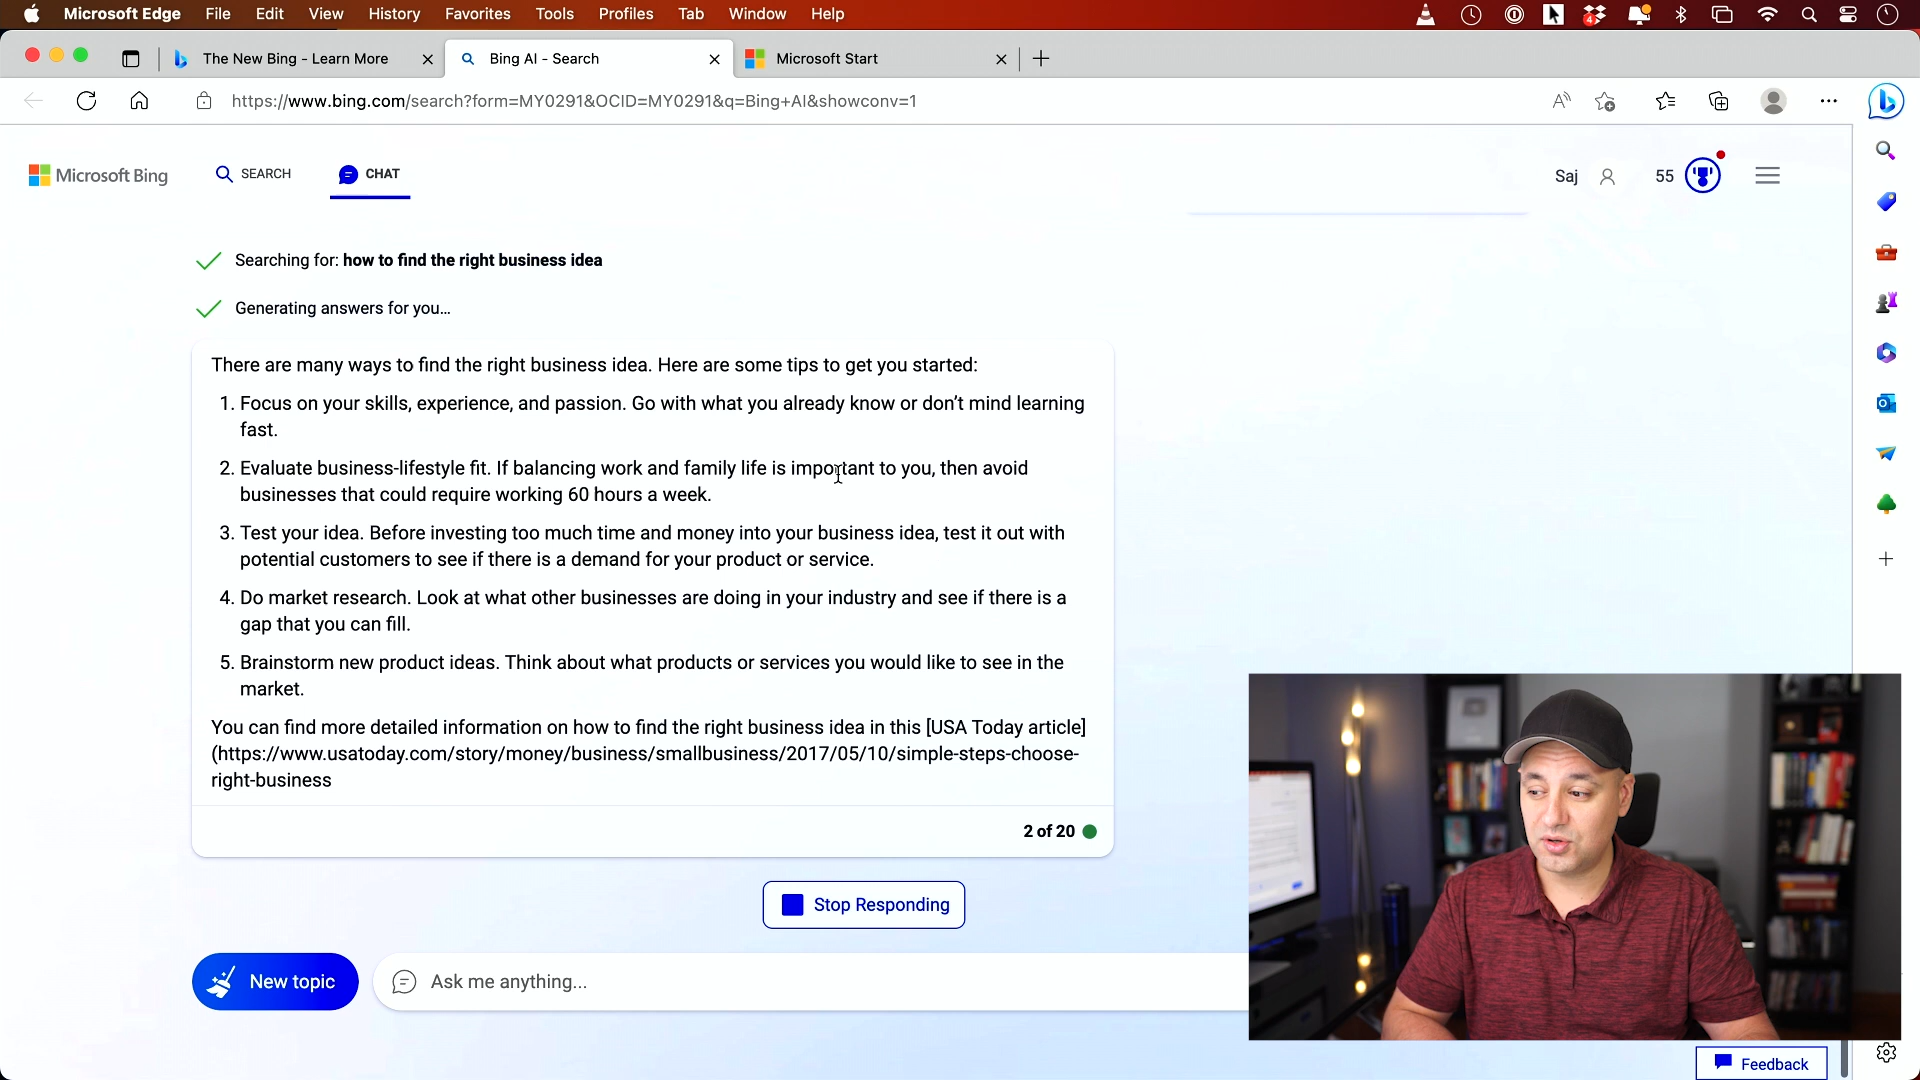 Microsoft Edge File Edit View History Favorites Tools Profiles Tab Window Help
4
The New Bing - Learn More
Bing AI - Search
Microsoft Start
https://www.bing.com/search?form=MY0291&OCID=MY0291&q=Bing+AI&showconv=1
Microsoft Bing
SEARCH
CHAT
Saj
55
Searching for: how to find the right business idea
Generating answers for you...
There are many ways to find the right business idea. Here are some tips to get you started:
1. Focus on your skills, experience, and passion. Go with what you already know or don't mind learning
fast.
2. Evaluate business-lifestyle fit. If balancing work and family life is important to you, then avoid
businesses that could require working 60 hours a week.
3. Test your idea. Before investing too much time and money into your business idea, test it out with
potential customers to see if there is a demand for your product or service.
4. Do market research. Look at what other businesses are doing in your industry and see if there is a
gap that you can fill.
5. Brainstorm new product ideas. Think about what products or services you would like to see in the
market.
You can find more detailed information on how to find the right business idea in this [USA Today article]
(https://www.usatoday.com/story/money/business/smallbusiness/2017/05/10/simple-steps-choose-
right-business
2 of 20
Stop Responding
New topic
Ask me anything...
Feedback